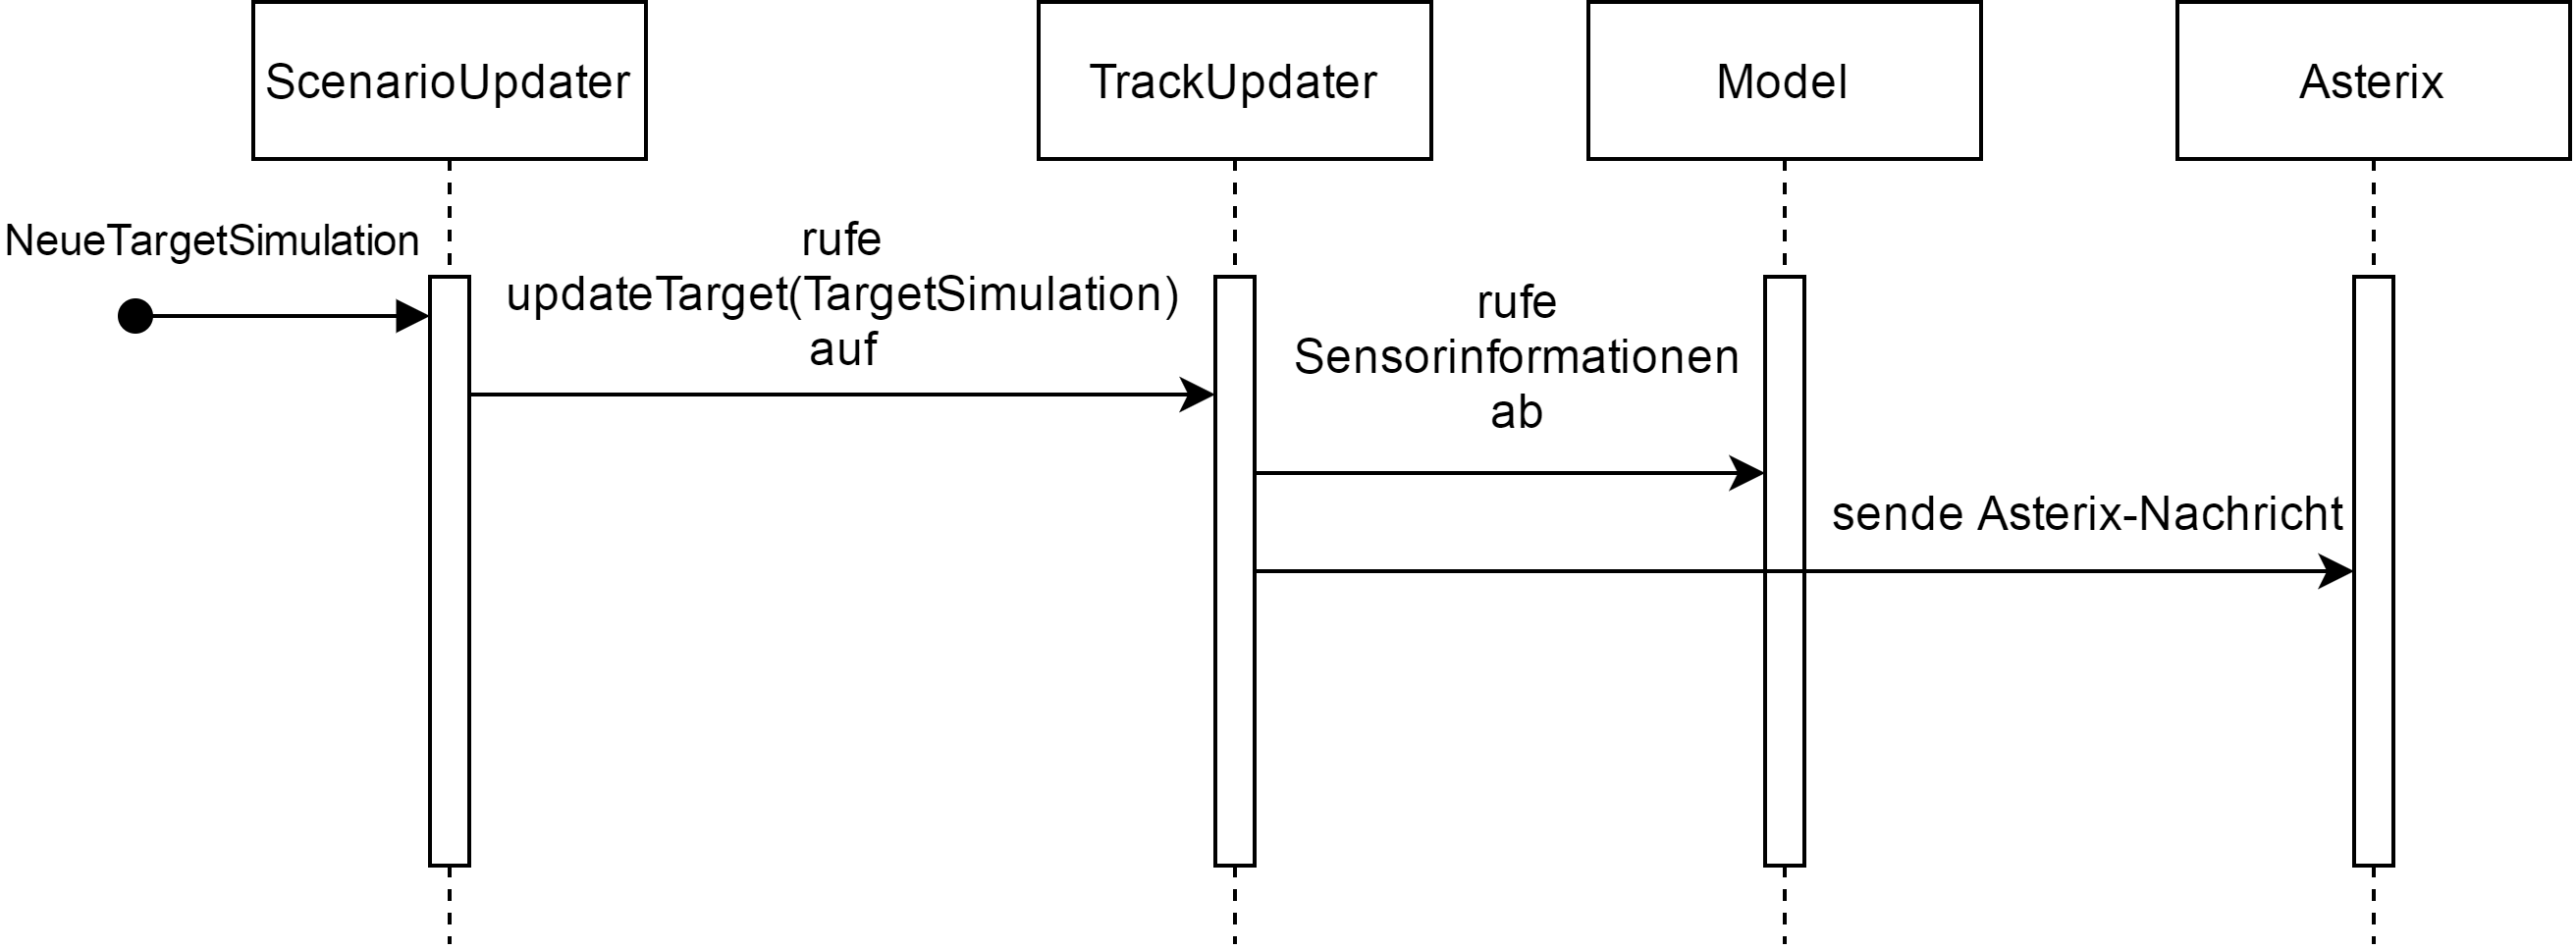 ScenarioUpdater
TrackUpdater
Model
Asterix
NeueTargetSimulation
rufe
updateTarget(TargetSimulation)
auf
rufe
Sensorinformationen
ab
sende Asterix-Nachricht